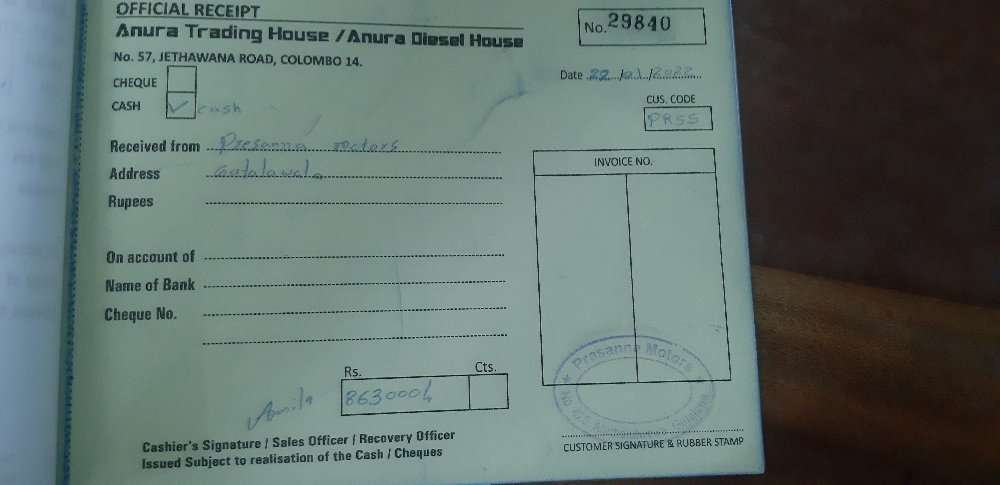 OFFICIAL RECEIPT
Anura Trading House / Anura Diesel House
No. 29840
No. 57, JETHAWANA ROAD, COLOMBO 14.
Date 22/01/2022
CHEQUE
CASH ✓ cash
CUS. CODE
PRSS
Received from Presanna
Address
INVOICE NO.
Rupees
On account of
Name of Bank
Cheque No.
Rs. Cts.
Prasanna Motors
Cashier's Signature / Sales Officer / Recovery Officer
Issued Subject to realisation of the Cash / Cheques
CUSTOMER SIGNATURE & RUBBER STAMP